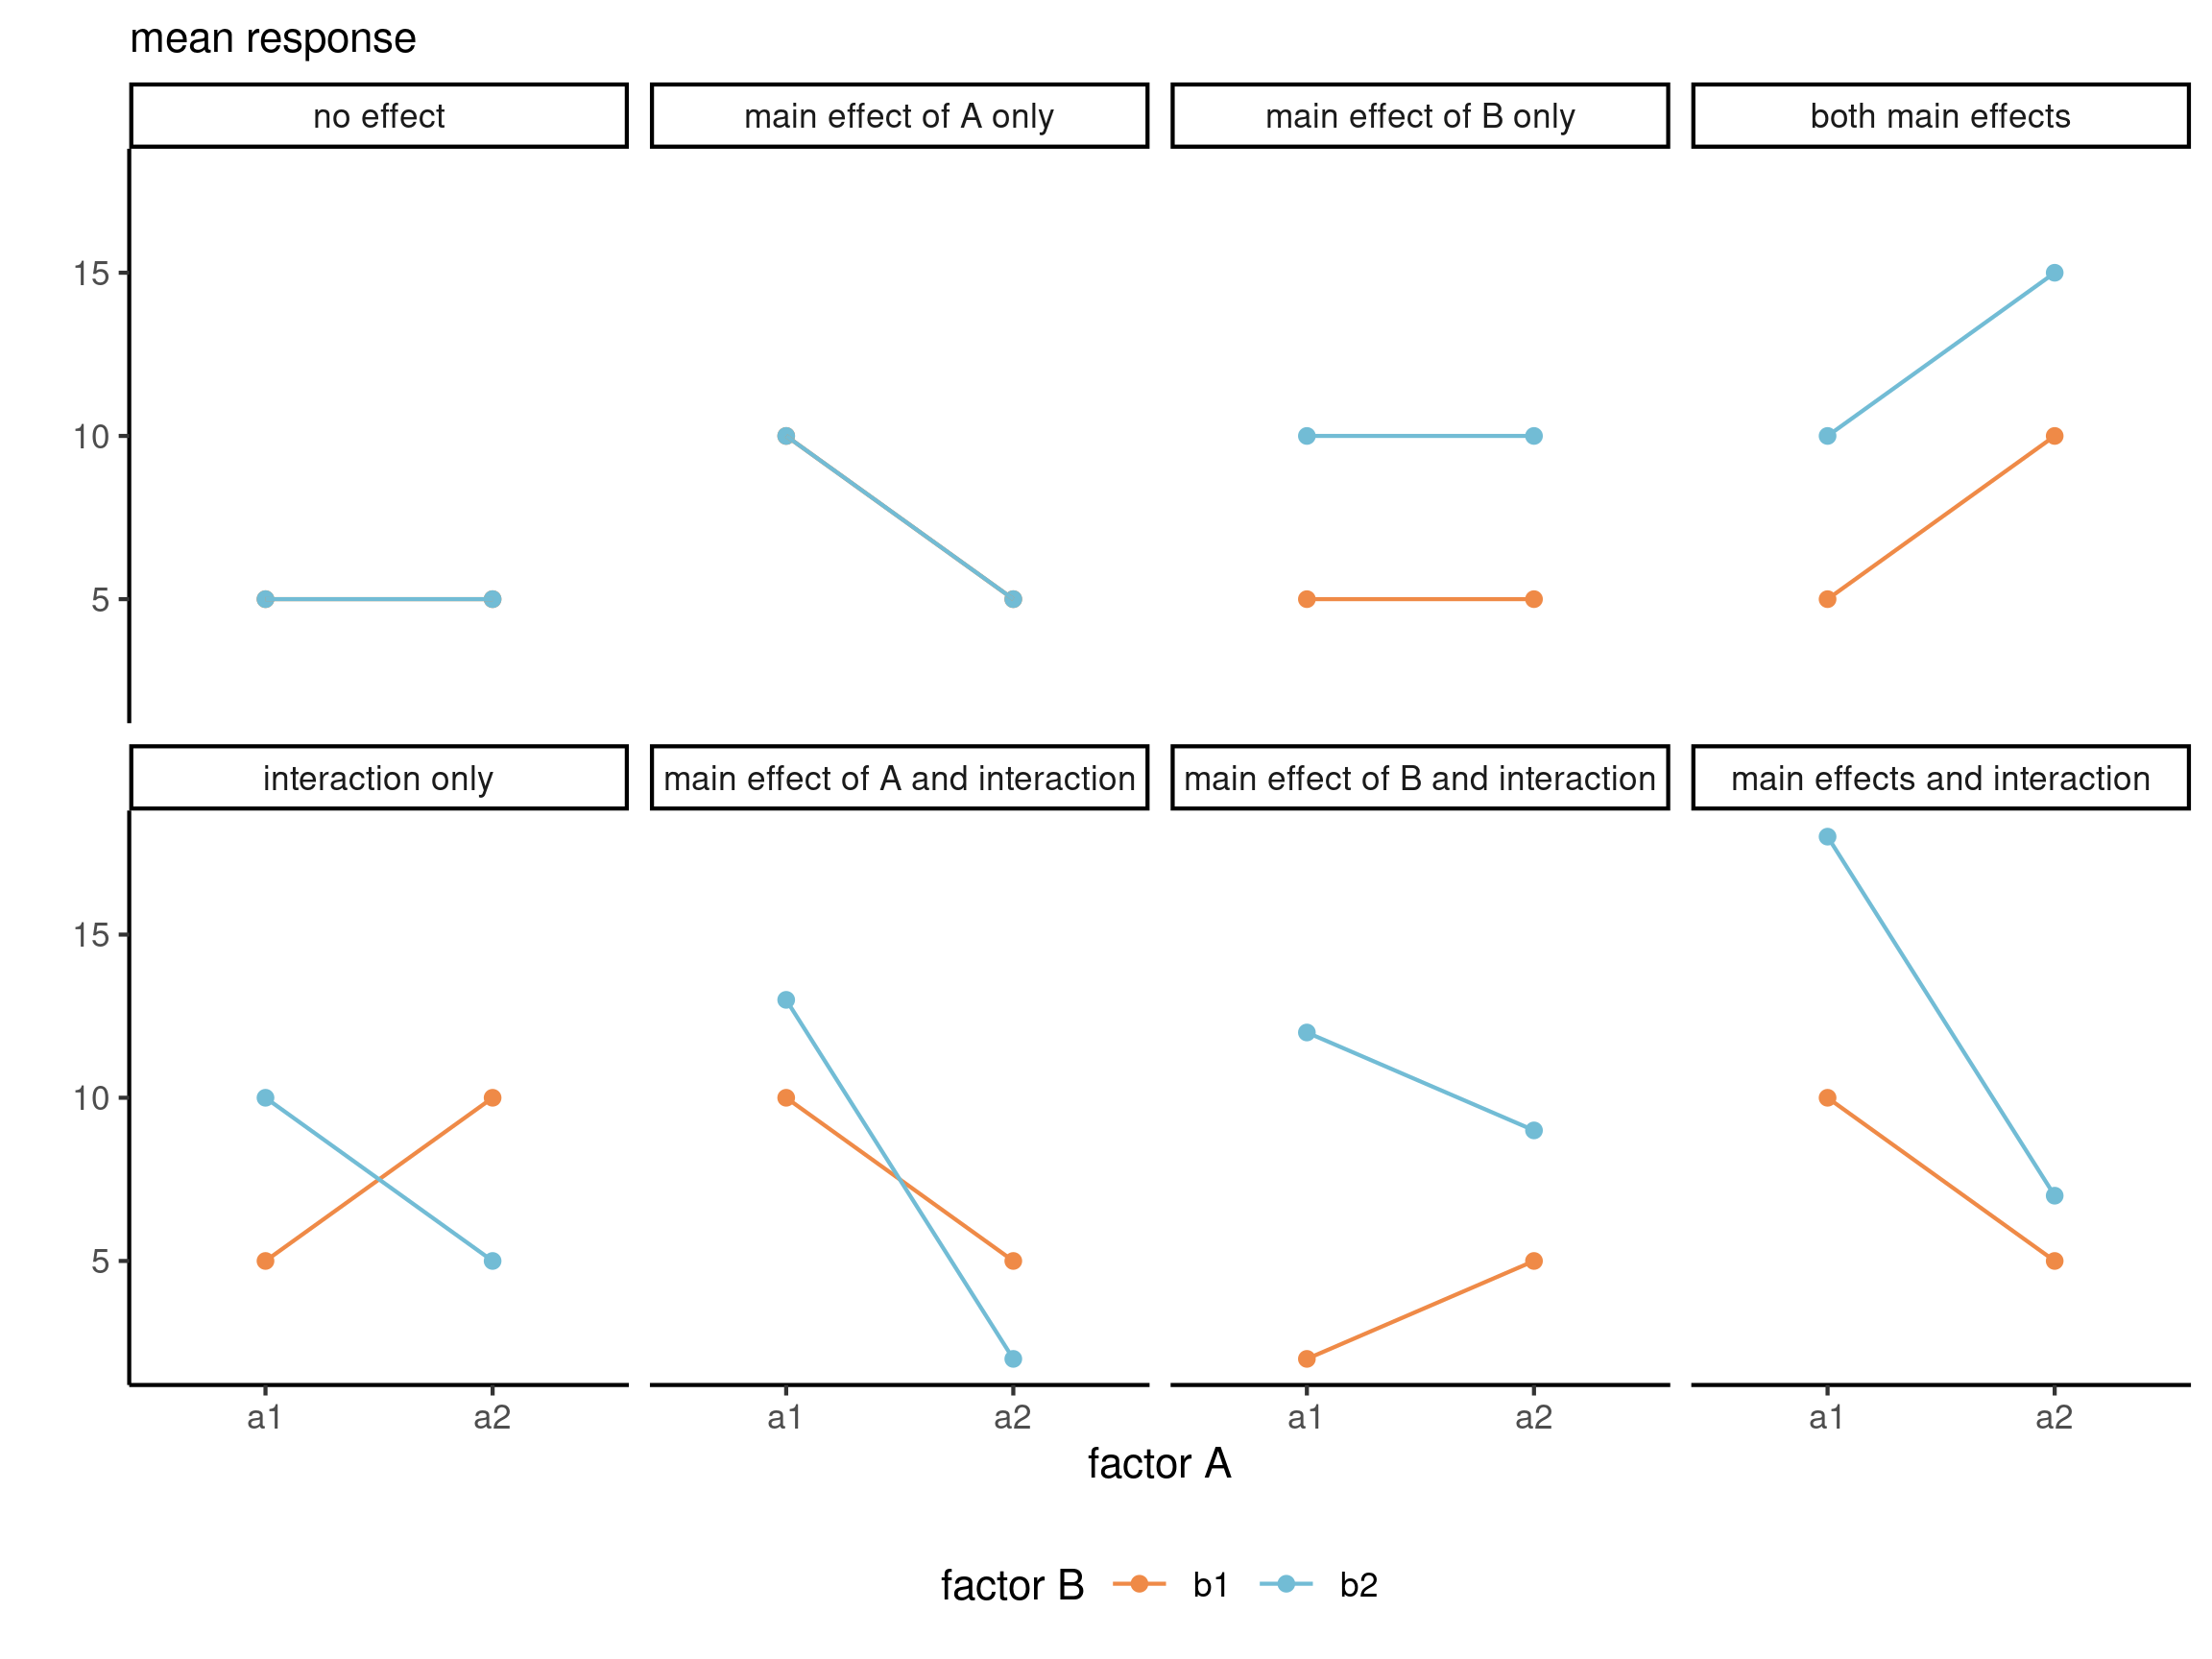 mean response
no effect
main effect of A only
main effect of B only
both main effects
15
10
5
interaction only
main effect of A and interaction
main effect of B and interaction
main effects and interaction
15
10
5
a1 a2 a1 a2 a1 a2 a1 a2
factor A
factor B b1 b2